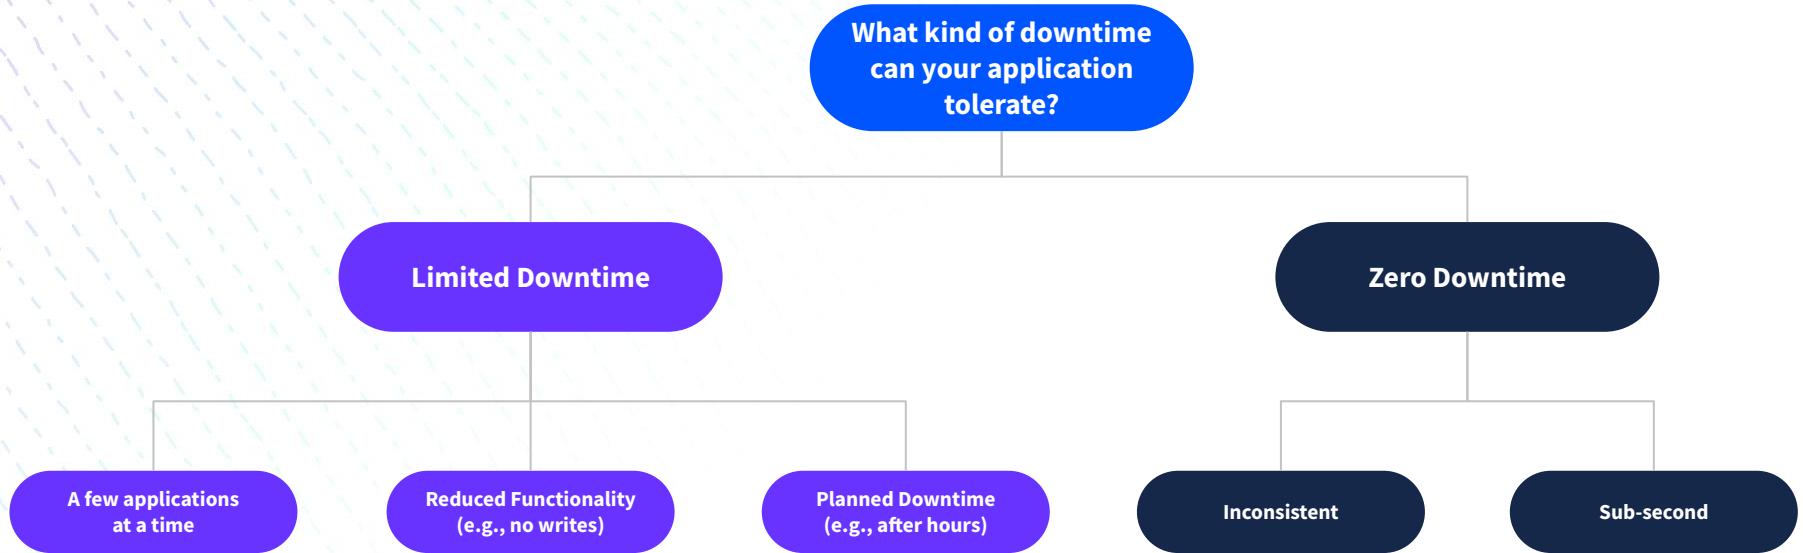 What kind of downtime
can your application
tolerate?
Limited Downtime
Zero Downtime
A few applications
at a time
Reduced Functionality
(e.g., no writes)
Planned Downtime
(e.g., after hours)
Inconsistent
Sub-second